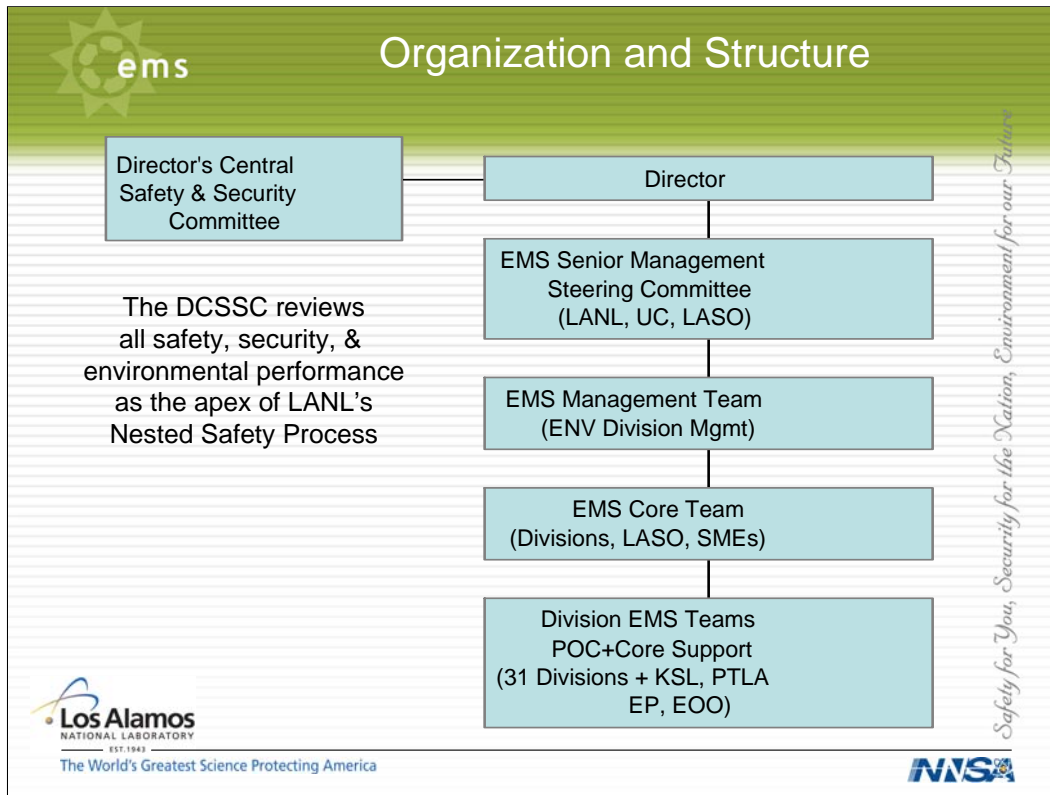 ems
Organization and Structure
Director's Central
Safety & Security
Committee
Director
EMS Senior Management
Steering Committee
(LANL, UC, LASO)
The DCSSC reviews
all safety, security, &
environmental performance
as the apex of LANL’s
Nested Safety Process
EMS Management Team
(ENV Division Mgmt)
EMS Core Team
(Divisions, LASO, SMEs)
Division EMS Teams
POC+Core Support
(31 Divisions + KSL, PTLA
EP, EOO)
Safety for You, Security for the Nation, Environment for our Future
Los Alamos
NATIONAL LABORATORY
EST.1943
The World's Greatest Science Protecting America
NNSA